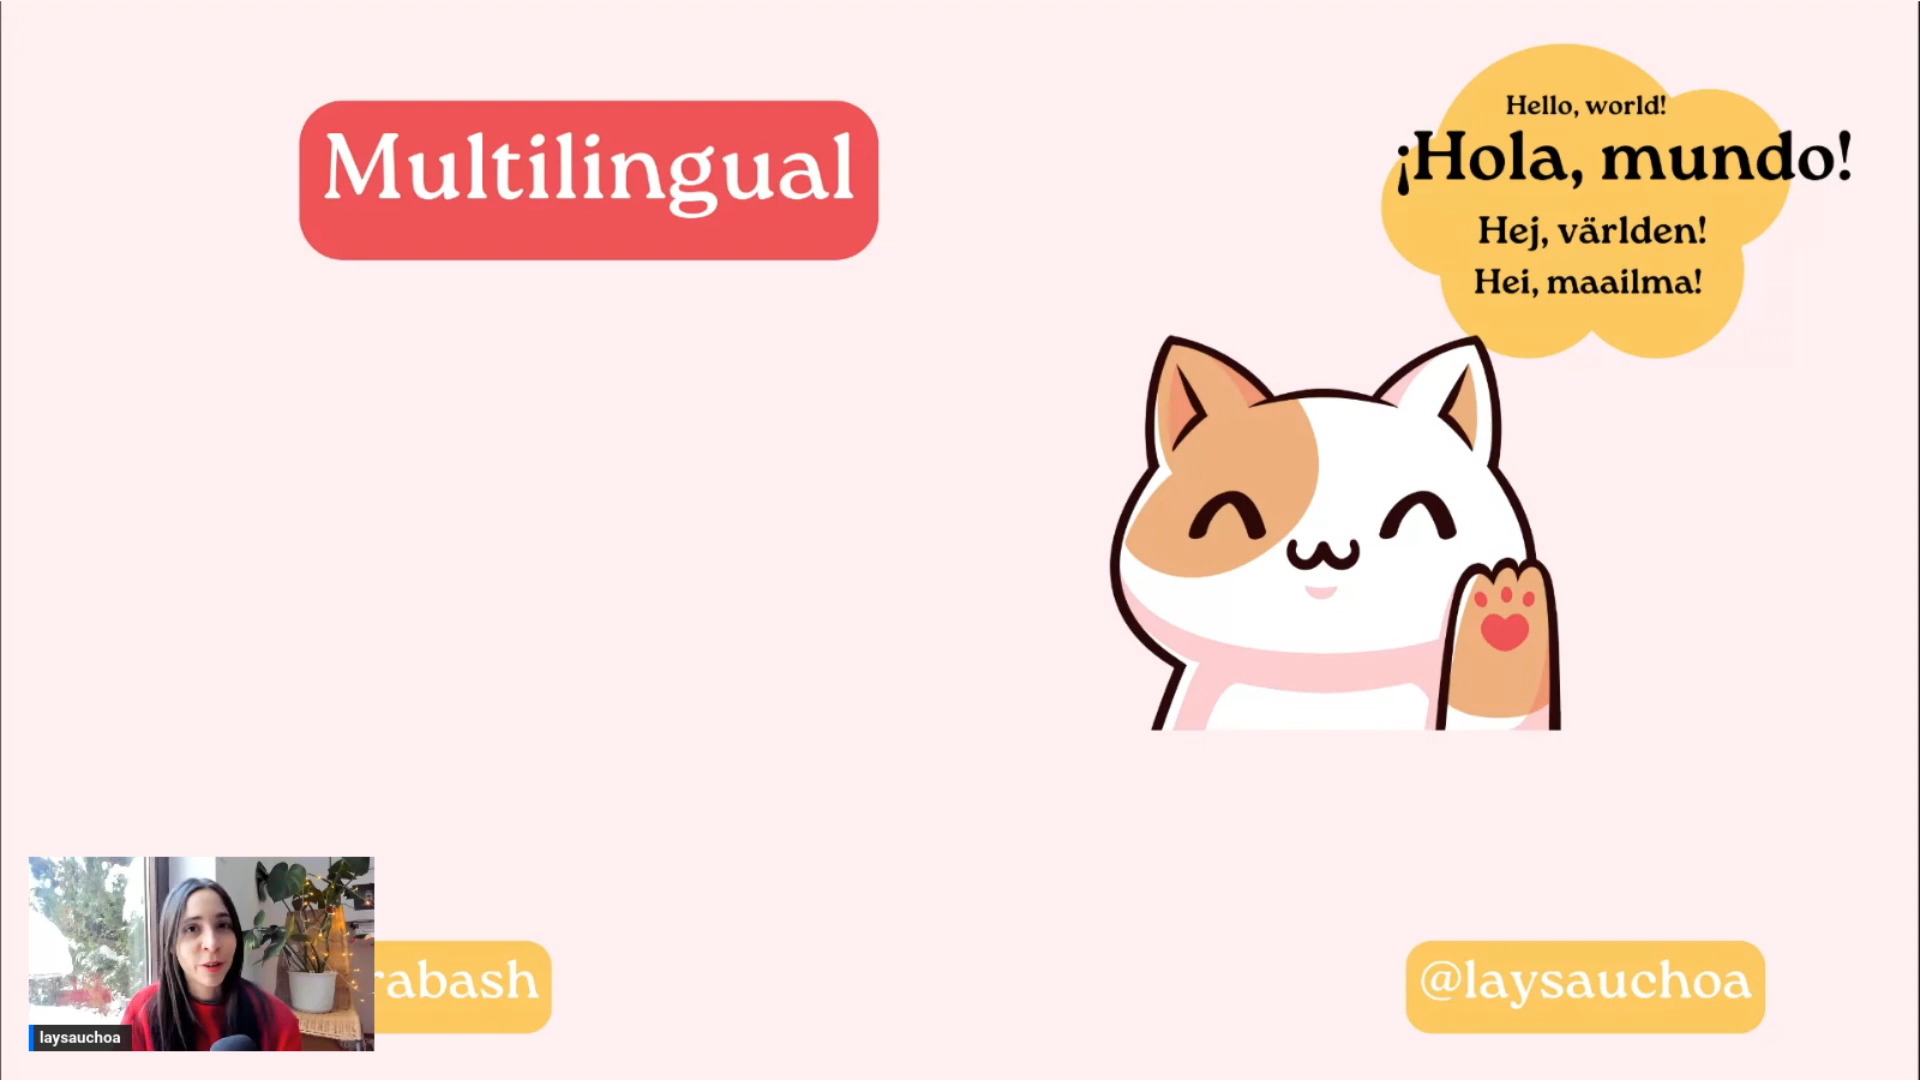 Multilingual
Hello, world!
¡Hola, mundo!
Hej, världen!
Hei, maailma!
rabash
@laysauchoa
laysauchoa